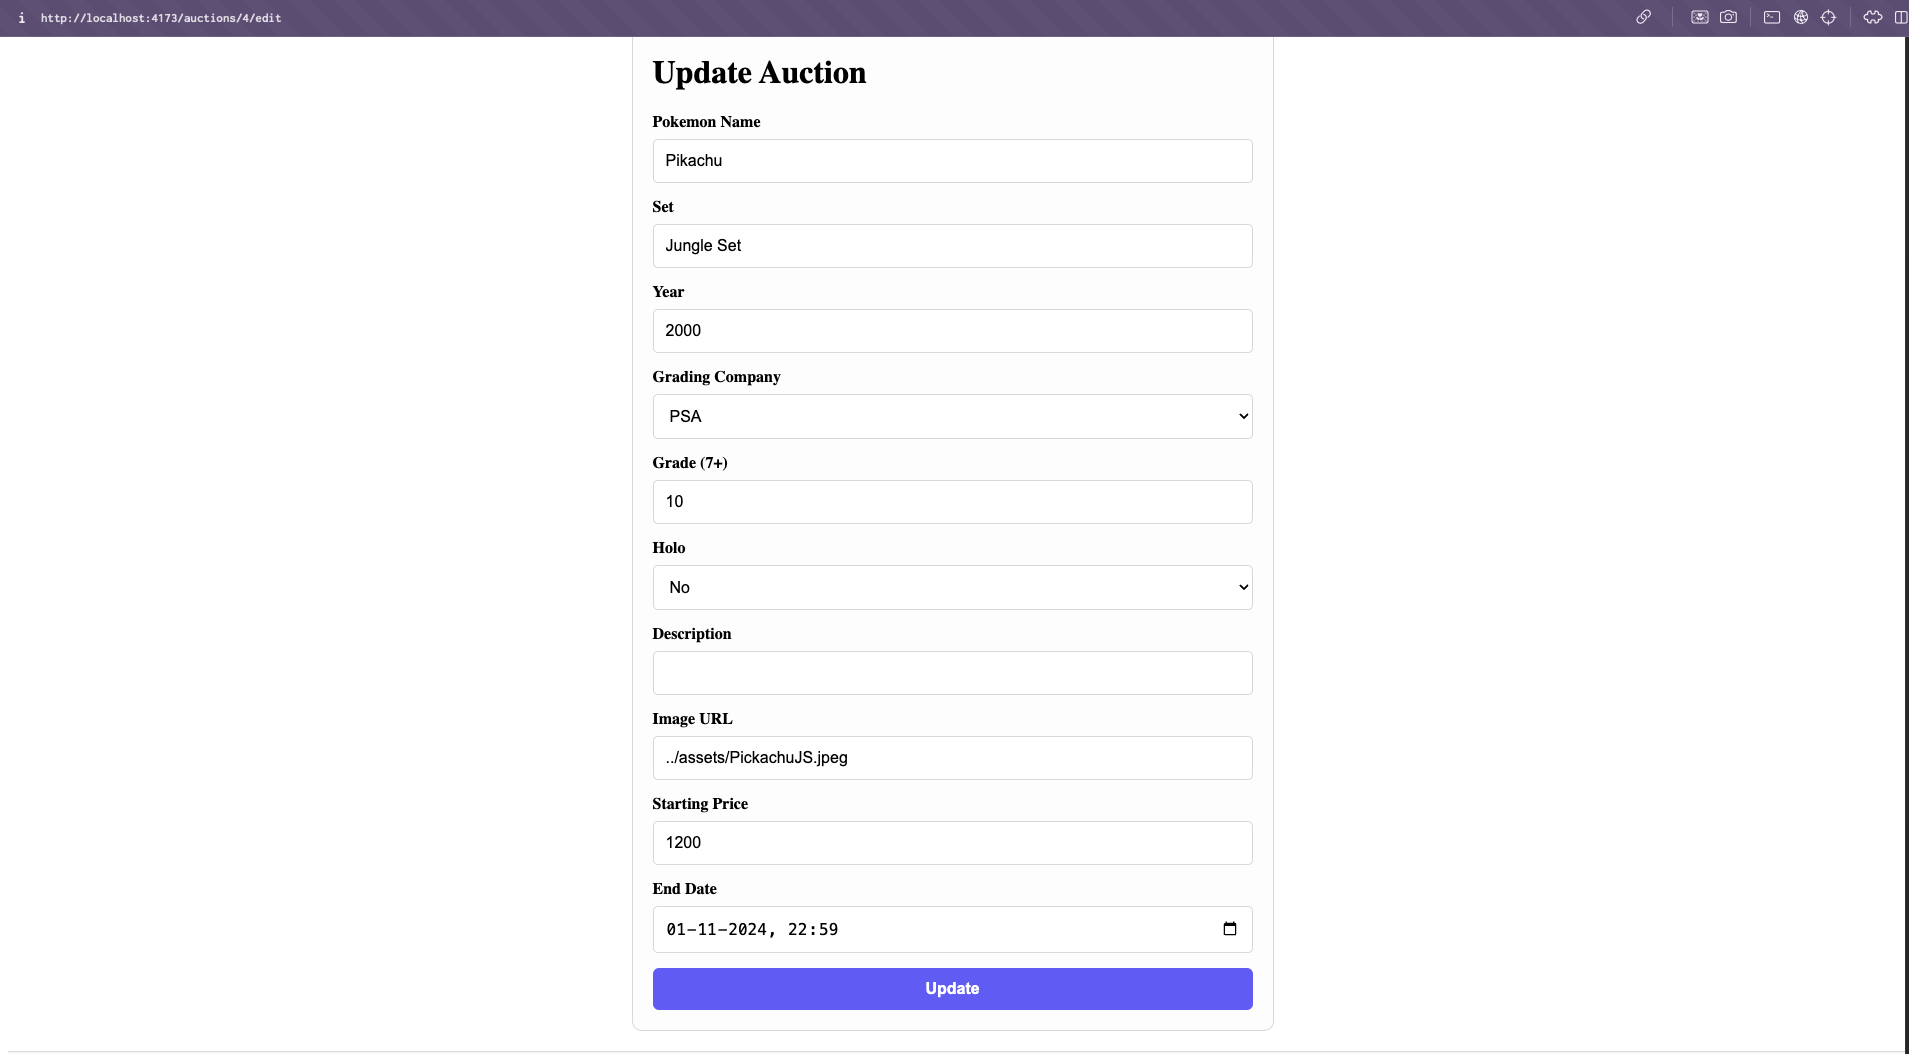 http://localhost:4173/auctions/4/edit
Update Auction
Pokemon Name
Pikachu
Set
Jungle Set
Year
2000
Grading Company
PSA
Grade (7+)
10
Holo
No
Description
Image URL
../assets/PickachuJS.jpeg
Starting Price
1200
End Date
01-11-2024, 22:59
Update